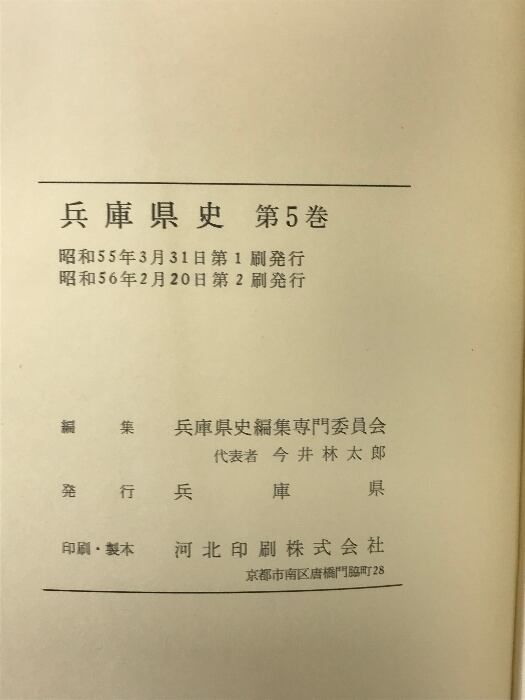 兵庫県史 第5巻
昭和55年3月31日第1刷発行
昭和56年2月20日第2刷発行
編集 兵庫県史編集専門委員会
代表者 今井林太郎
発行 兵庫県
印刷・製本 河北印刷株式会社
京都市南区唐橋門脇町28